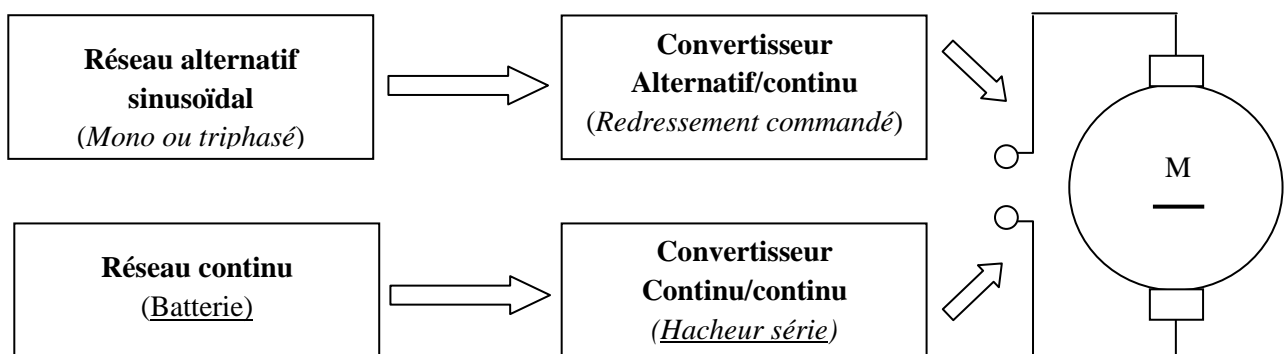 Réseau alternatif
sinusoïdal
(Mono ou triphasé)
Convertisseur
Alternatif/continu
(Redressement commandé)
M
Réseau continu
(Batterie)
Convertisseur
Continu/continu
(Hacheur série)